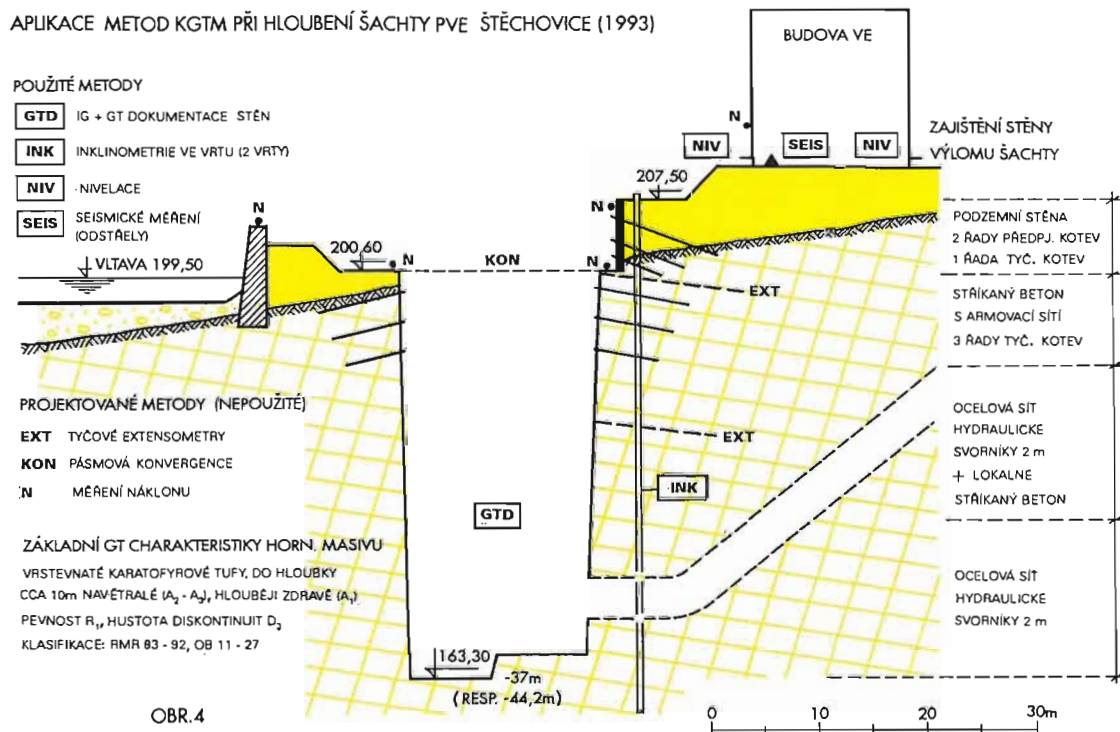 APLIKACE METOD KGTM PŘI HLOUBENÍ ŠACHTY PVE ŠTĚCHOVICE (1993)
POUŽITÉ METODY
GTD IG + GT DOKUMENTACE STĚN
INK INKLINOMETRIE VE VRTU (2 VRTY)
NIV NIVELACE
SEIS SEISMICKÉ MĚŘENÍ
(ODSTŘELY)
BUDOVA VE
N
NIV SEIS NIV
ZAJIŠTĚNÍ STĚNY
VÝLOMU ŠACHTY
207,50
N
N
VLTAVA 199,50
200,60
N
KON
N
EXT
PODZEMNÍ STĚNA
2 ŘADY PŘEDPJ. KOTEV
1 ŘADA TYČ. KOTEV
STŘÍKANÝ BETON
S ARMOVACÍ SÍTÍ
3 ŘADY TYČ. KOTEV
PROJEKTOVANÉ METODY (NEPOUŽITÉ)
EXT TYČOVÉ EXTENSOMETRY
KON PÁSMOVÁ KONVERGENCE
N MĚŘENÍ NÁKLONU
EXT
INK
GTD
OCELOVÁ SÍT
HYDRAULICKE
SVORNÍKY 2 m
+ LOKALNE
STŘÍKANÝ BETON
ZÁKLADNÍ GT CHARAKTERISTIKY HORN. MASIVU
VRSTEVNATÉ KARATOFYROVÉ TUFY, DO HLOUBKY
CCA 10m NAVĚTRALÉ (A2 - A3), HLOUBĚJI ZDRAVÉ (A1)
PEVNOST R1, HUSTOTA DISKONTINUIT D3
KLASIFIKACE: RMR 83 - 92, QB 11 - 27
OCELOVÁ SÍT
HYDRAULICKE
SVORNÍKY 2 m
163,30
-37m
(RESP. -44,2m)
OBR.4
0 10 20 30m